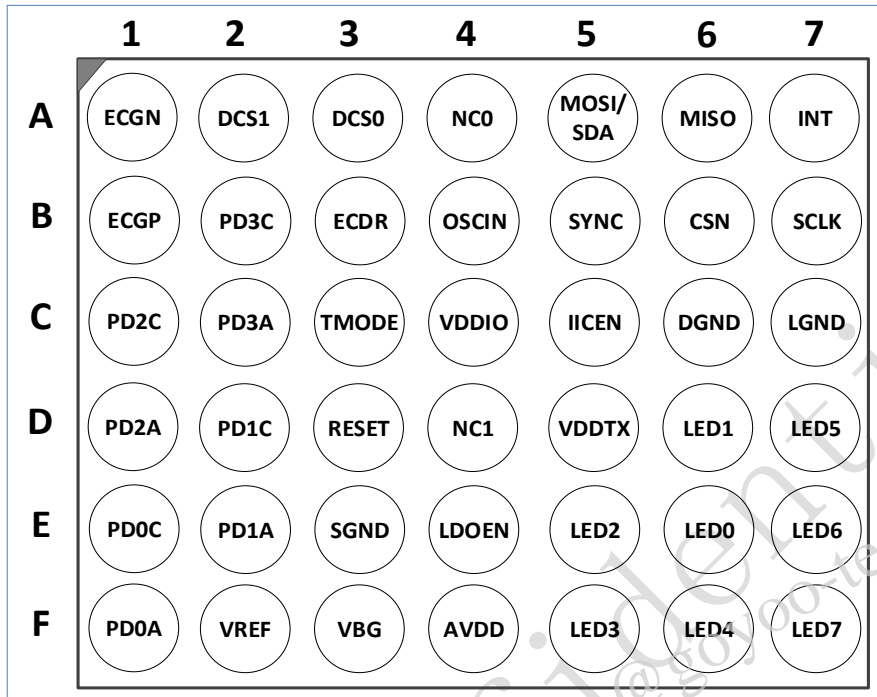 1 2 3 4 5 6 7
A ECGN DCS1 DCS0 NC0 MOSI/ SDA MISO INT
B ECGP PD3C ECDR OSCIN SYNC CSN SCLK
C PD2C PD3A TMODE VDDIO IICEN DGND LGND
D PD2A PD1C RESET NC1 VDDTX LED1 LED5
E PD0C PD1A SGND LDOEN LED2 LED0 LED6
F PD0A VREF VBG AVDD LED3 LED4 LED7